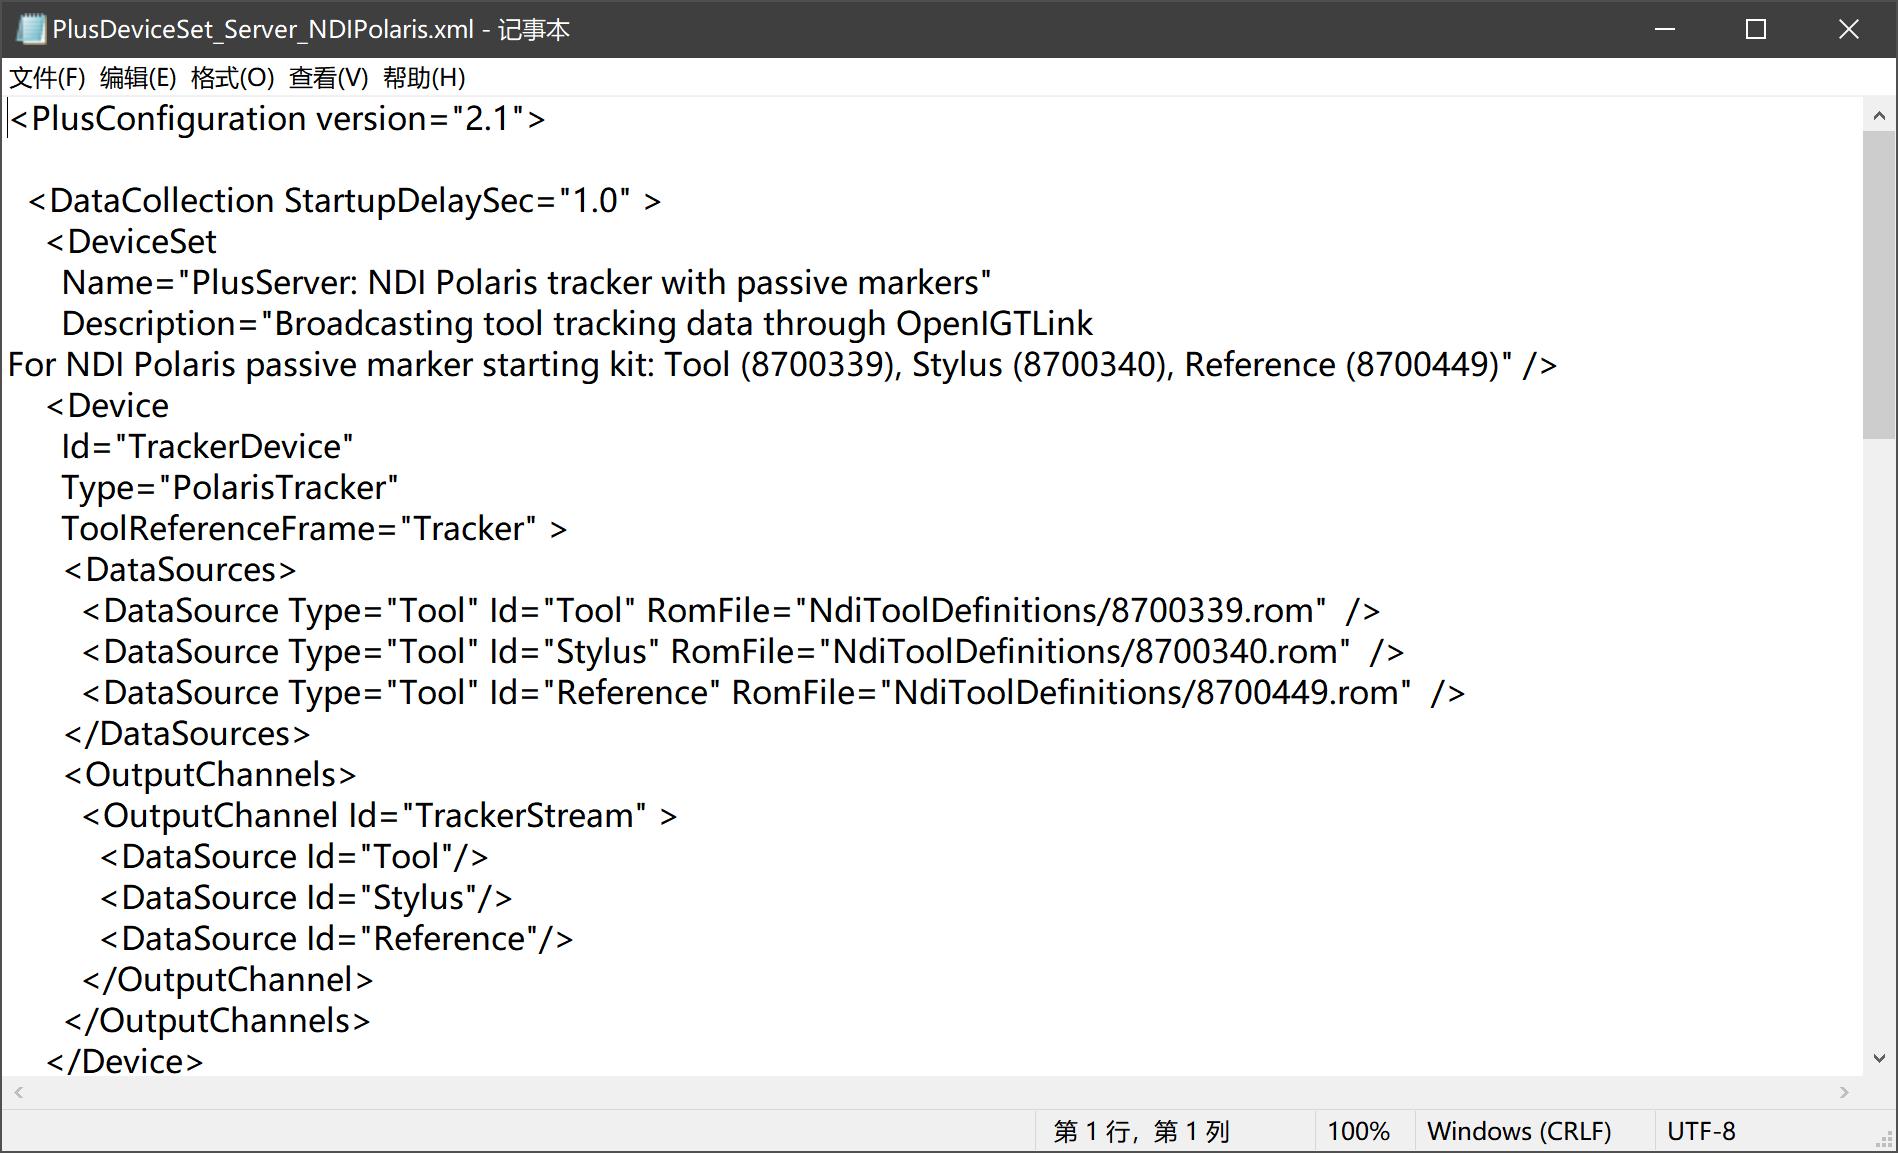 PlusDeviceSet_Server_NDIPolaris.xml - 记事本
文件(F) 编辑(E) 格式(O) 查看(V) 帮助(H)
<PlusConfiguration version="2.1">
<DataCollection StartupDelaySec="1.0" >
<DeviceSet
Name="PlusServer: NDI Polaris tracker with passive markers"
Description="Broadcasting tool tracking data through OpenIGTLink
For NDI Polaris passive marker starting kit: Tool (8700339), Stylus (8700340), Reference (8700449)" />
<Device
Id="TrackerDevice"
Type="PolarisTracker"
ToolReferenceFrame="Tracker" >
<DataSources>
<DataSource Type="Tool" Id="Tool" RomFile="NdiToolDefinitions/8700339.rom"  />
<DataSource Type="Tool" Id="Stylus" RomFile="NdiToolDefinitions/8700340.rom"  />
<DataSource Type="Tool" Id="Reference" RomFile="NdiToolDefinitions/8700449.rom"  />
</DataSources>
<OutputChannels>
<OutputChannel Id="TrackerStream" >
<DataSource Id="Tool"/>
<DataSource Id="Stylus"/>
<DataSource Id="Reference"/>
</OutputChannel>
</OutputChannels>
</Device>
第 1 行，第 1 列 100% Windows (CRLF) UTF-8